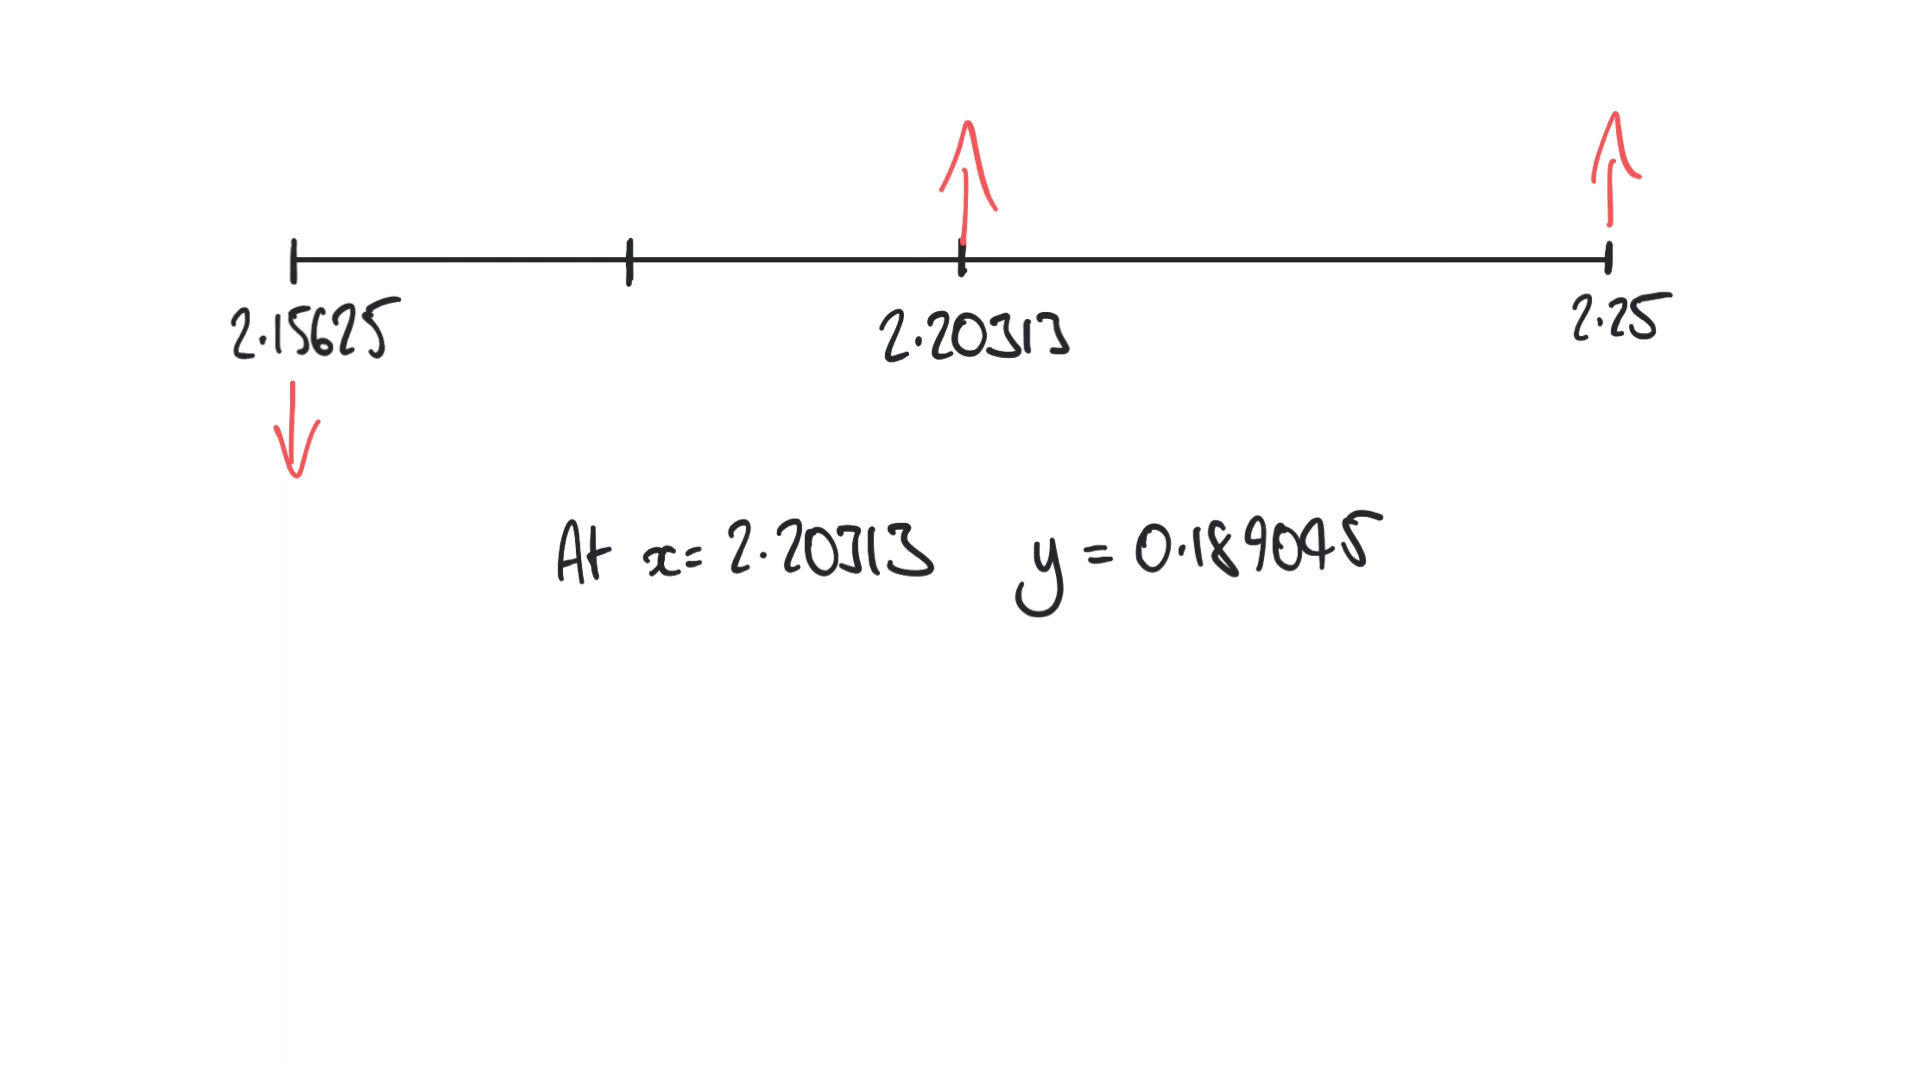 2.15625 2.20313 2.25
At x = 2.20313 y = 0.189045